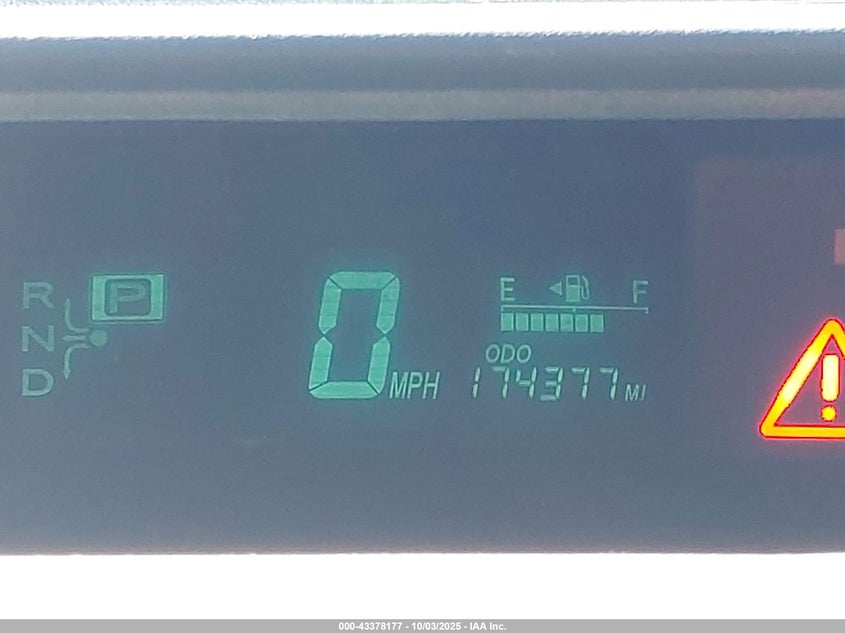 E F
R P
N
D
0 MPH
ODO
174377 MI
000-43378177 - 10/03/2025 - IAA Inc.